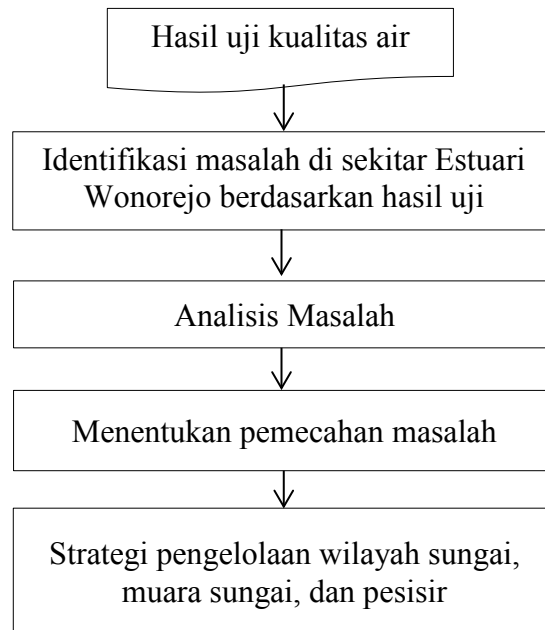 Hasil uji kualitas air
Identifikasi masalah di sekitar Estuari
Wonorejo berdasarkan hasil uji
Analisis Masalah
Menentukan pemecahan masalah
Strategi pengelolaan wilayah sungai,
muara sungai, dan pesisir